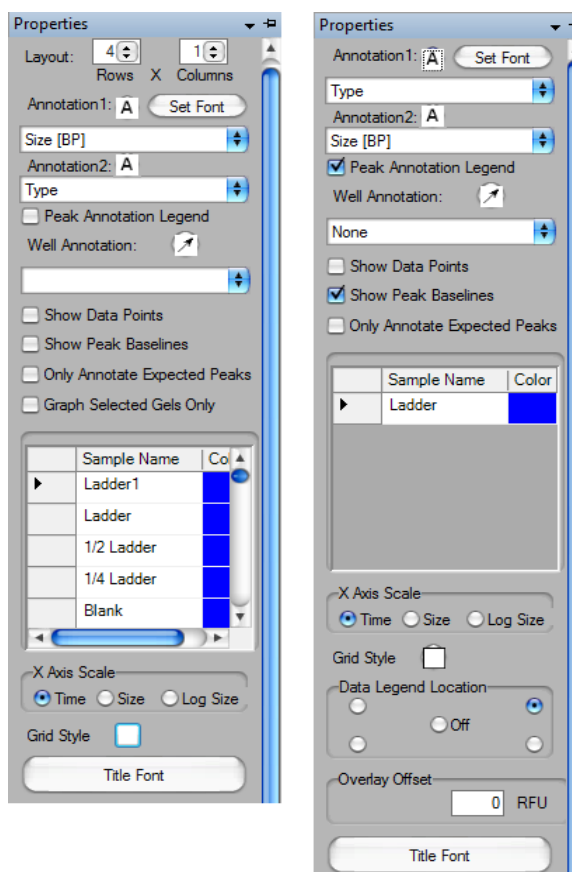 Properties
Layout: 4 1
Rows X Columns
Annotation1: A Set Font
Size [BP]
Annotation2: A
Type
Peak Annotation Legend
Well Annotation:
Show Data Points
Show Peak Baselines
Only Annotate Expected Peaks
Graph Selected Gels Only
Sample Name Co
Ladder1
Ladder
1/2 Ladder
1/4 Ladder
Blank
X Axis Scale
Time Size Log Size
Grid Style
Title Font
Properties
Annotation1: A Set Font
Type
Annotation2: A
Size [BP]
Peak Annotation Legend
Well Annotation:
None
Show Data Points
Show Peak Baselines
Only Annotate Expected Peaks
Sample Name Color
Ladder
X Axis Scale
Time Size Log Size
Grid Style
Data Legend Location
Off
Overlay Offset
0 RFU
Title Font